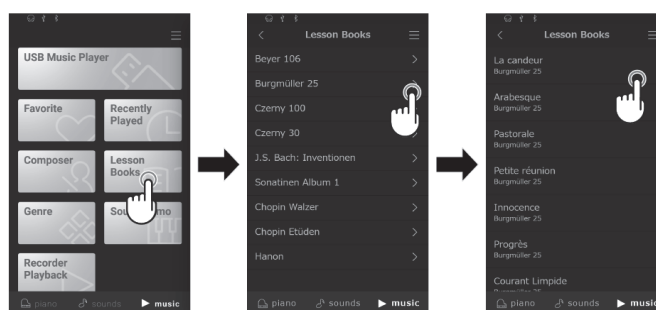 USB Music Player
Favorite
Recently
Played
Composer
Lesson
Books
Genre
Recorder
Playback
piano
sounds
music
Lesson Books
Beyer 106
Burgmüller 25
Czerny 100
Czerny 30
J.S. Bach: Inventionen
Sonatinen Album 1
Chopin Walzer
Chopin Etüden
Hanon
piano
sounds
music
Lesson Books
La candeur
Burgmüller 25
Arabesque
Burgmüller 25
Pastorale
Burgmüller 25
Petite réunion
Burgmüller 25
Innocence
Burgmüller 25
Progrès
Burgmüller 25
Courant Limpide
piano
sounds
music